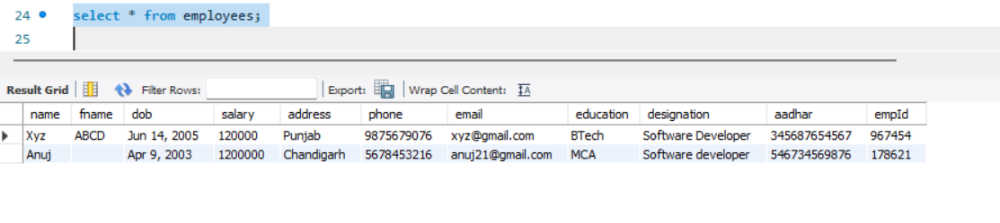 24 select * from employees;
25
Result Grid Filter Rows: Export: Wrap Cell Content:
name fname dob salary address phone email education designation aadhar empId
Xyz ABCD Jun 14, 2005 120000 Punjab 9875679076 xyz@gmail.com BTech Software Developer 345687654567 967454
Anuj Apr 9, 2003 1200000 Chandigarh 5678453216 anuj21@gmail.com MCA Software developer 546734569876 178621